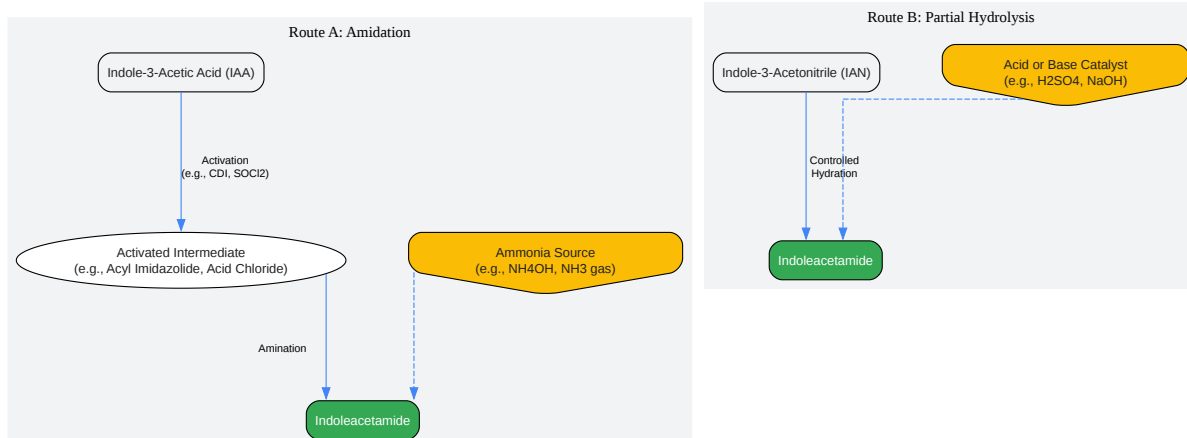 Route A: Amidation
Indole-3-Acetic Acid (IAA)
Activation
(e.g., CDI, SOCl2)
Activated Intermediate
(e.g., Acyl Imidazolide, Acid Chloride)
Ammonia Source
(e.g., NH4OH, NH3 gas)
Amination
Indoleacetamide
Route B: Partial Hydrolysis
Indole-3-Acetonitrile (IAN)
Acid or Base Catalyst
(e.g., H2SO4, NaOH)
Controlled
Hydration
Indoleacetamide